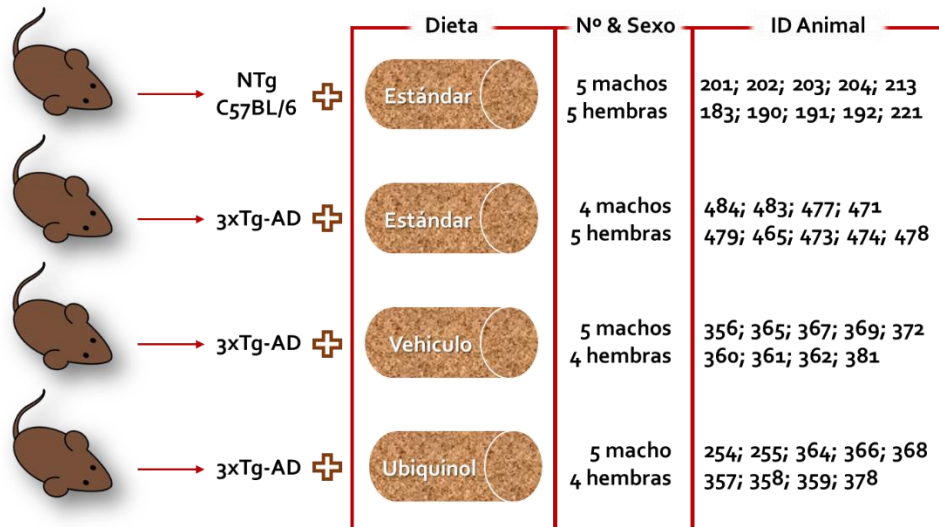 Dieta
Nº & Sexo
ID Animal
NTg
C57BL/6
Estándar
5 machos
5 hembras
201; 202; 203; 204; 213
183; 190; 191; 192; 221
3xTg-AD
Estándar
4 machos
5 hembras
484; 483; 477; 471
479; 465; 473; 474; 478
3xTg-AD
Vehiculo
5 machos
4 hembras
356; 365; 367; 369; 372
360; 361; 362; 381
3xTg-AD
Ubiquinol
5 macho
4 hembras
254; 255; 364; 366; 368
357; 358; 359; 378